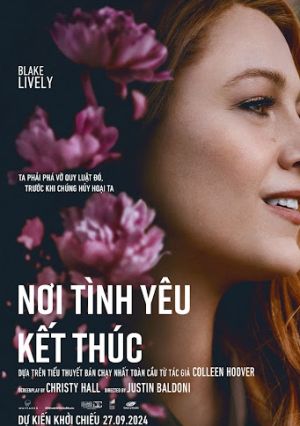 BLAKE
LIVELY
TA PHẢI PHÁ VỠ QUY LUẬT ĐÓ,
TRƯỚC KHI CHÚNG HỦY HOẠI TA
NƠI TÌNH YÊU
KẾT THÚC
DỰA TRÊN TIỂU THUYẾT BÁN CHẠY NHẤT TOÀN CẦU TỪ TÁC GIẢ COLLEEN HOOVER
SCREENPLAY BY CHRISTY HALL DIRECTED BY JUSTIN BALDONI
DỰ KIẾN KHỞI CHIẾU 27.09.2024